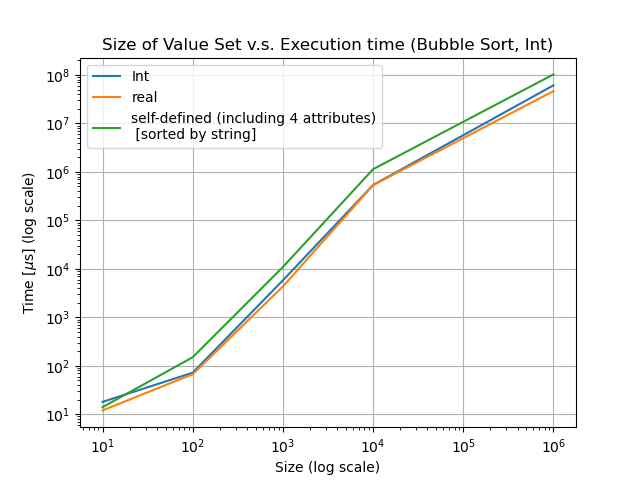 Size of Value Set v.s. Execution time (Bubble Sort, Int)
Int
real
self-defined (including 4 attributes)
[sorted by string]
10⁸
10⁷
10⁶
10⁵
10⁴
10³
10²
10¹
Time [μs] (log scale)
10¹ 10² 10³ 10⁴ 10⁵ 10⁶
Size (log scale)